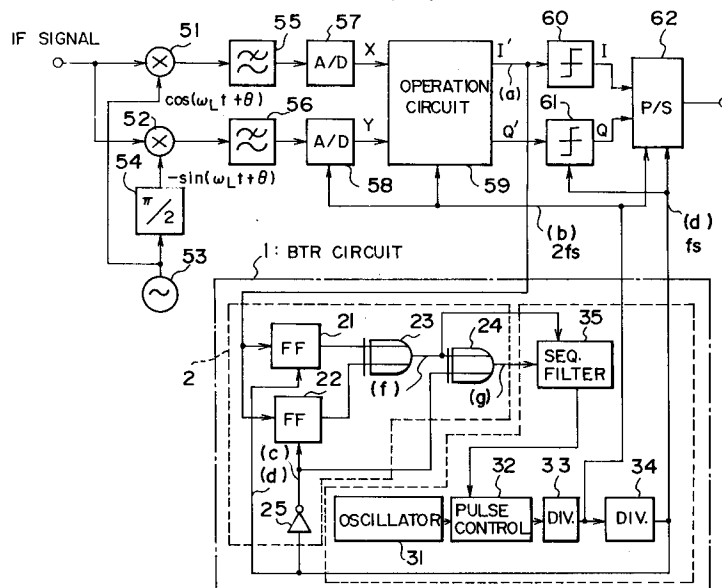 IF SIGNAL
51
55
57
A/D
X
cos(ωLt+θ)
52
56
A/D
Y
-sin(ωLt+θ)
54
π/2
53
58
OPERATION
CIRCUIT
59
I'
(a)
Q'
60
I
61
Q
62
P/S
(b)
2fs
(d)
fs
1: BTR CIRCUIT
2
21
FF
22
FF
23
(f)
24
(g)
35
SEQ.
FILTER
(c)
(d)
25
OSCILLATOR
31
32
PULSE
CONTROL
33
DIV.
34
DIV.